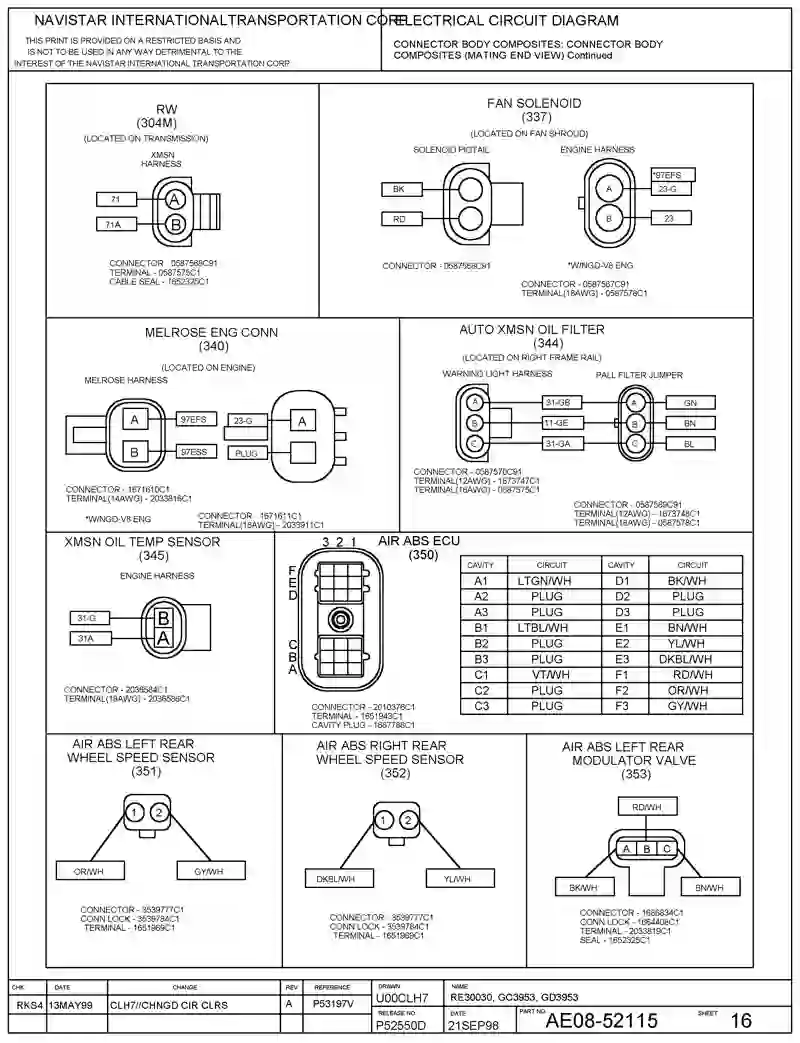 NAVISTAR INTERNATIONAL TRANSPORTATION CORP.
THIS PRINT IS PROVIDED ON A RESTRICTED BASIS AND
IS NOT TO BE USED IN ANY WAY DETRIMENTAL TO THE
INTEREST OF THE NAVISTAR INTERNATIONAL TRANSPORTATION CORP.
ELECTRICAL CIRCUIT DIAGRAM
CONNECTOR BODY COMPOSITES: CONNECTOR BODY
COMPOSITES (MATING END VIEW) Continued
RW
(304M)
(LOCATED ON TRANSMISSION)
XMSN
HARNESS
71 A
71A B
CONNECTOR - 0587568C91
TERMINAL - 0587575C1
CABLE SEAL - 1652325C1
FAN SOLENOID
(337)
(LOCATED ON FAN SHROUD)
SOLENOID PIGTAIL
BK
RD
CONNECTOR - 0587568C91
ENGINE HARNESS
*97EFS
A 23-G
B 23
*W/NGD-V8 ENG
CONNECTOR - 0587567C91
TERMINAL(18AWG) - 0587578C1
MELROSE ENG CONN
(340)
(LOCATED ON ENGINE)
MELROSE HARNESS
A 97EFS 23-G A
B 97ESS PLUG
CONNECTOR - 1671610C1
TERMINAL(14AWG) - 2033816C1
*W/NGD-V8 ENG
CONNECTOR - 1671611C1
TERMINAL(18AWG) - 2033911C1
AUTO XMSN OIL FILTER
(344)
(LOCATED ON RIGHT FRAME RAIL)
WARNING LIGHT HARNESS
PALL FILTER JUMPER
A 31-GB A GN
B 11-GE B BN
C 31-GA C BL
CONNECTOR - 0587570C91
TERMINAL(12AWG) - 1673747C1
TERMINAL(16AWG) - 0587575C1
CONNECTOR - 0587569C91
TERMINAL(12AWG) - 1673748C1
TERMINAL(18AWG) - 0587578C1
XMSN OIL TEMP SENSOR
(345)
ENGINE HARNESS
31-G B
31A A
CONNECTOR - 2036584C1
TERMINAL(18AWG) - 2036586C1
AIR ABS ECU
(350)
3 2 1
F
E
D
C
B
A
CONNECTOR - 2010376C1
TERMINAL - 1651943C1
CAVITY PLUG - 1667788C1
CAVITY CIRCUIT CAVITY CIRCUIT
A1 LTGN/WH D1 BK/WH
A2 PLUG D2 PLUG
A3 PLUG D3 PLUG
B1 LTBL/WH E1 BN/WH
B2 PLUG E2 YL/WH
B3 PLUG E3 DKBL/WH
C1 VT/WH F1 RD/WH
C2 PLUG F2 OR/WH
C3 PLUG F3 GY/WH
AIR ABS LEFT REAR
WHEEL SPEED SENSOR
(351)
1 2
OR/WH GY/WH
CONNECTOR - 3539777C1
CONN LOCK - 3539784C1
TERMINAL - 1651969C1
AIR ABS RIGHT REAR
WHEEL SPEED SENSOR
(352)
1 2
DKBL/WH YL/WH
CONNECTOR - 3539777C1
CONN LOCK - 3539784C1
TERMINAL - 1651969C1
AIR ABS LEFT REAR
MODULATOR VALVE
(353)
RD/WH
A B C
BK/WH BN/WH
CONNECTOR - 1686834C1
CONN LOCK - 1664408C1
TERMINAL - 2033819C1
SEAL - 1652325C1
CHK DATE CHANGE REV REFERENCE
RKS4 13MAY99 CLH7//CHNGD CIR CLRS A P53197V
DRAWN
U00CLH7
NAME
RE30030, GC3953, GD3953
RELEASE NO.
P52550D
DATE
21SEP98
PART NO.
AE08-52115
SHEET 16